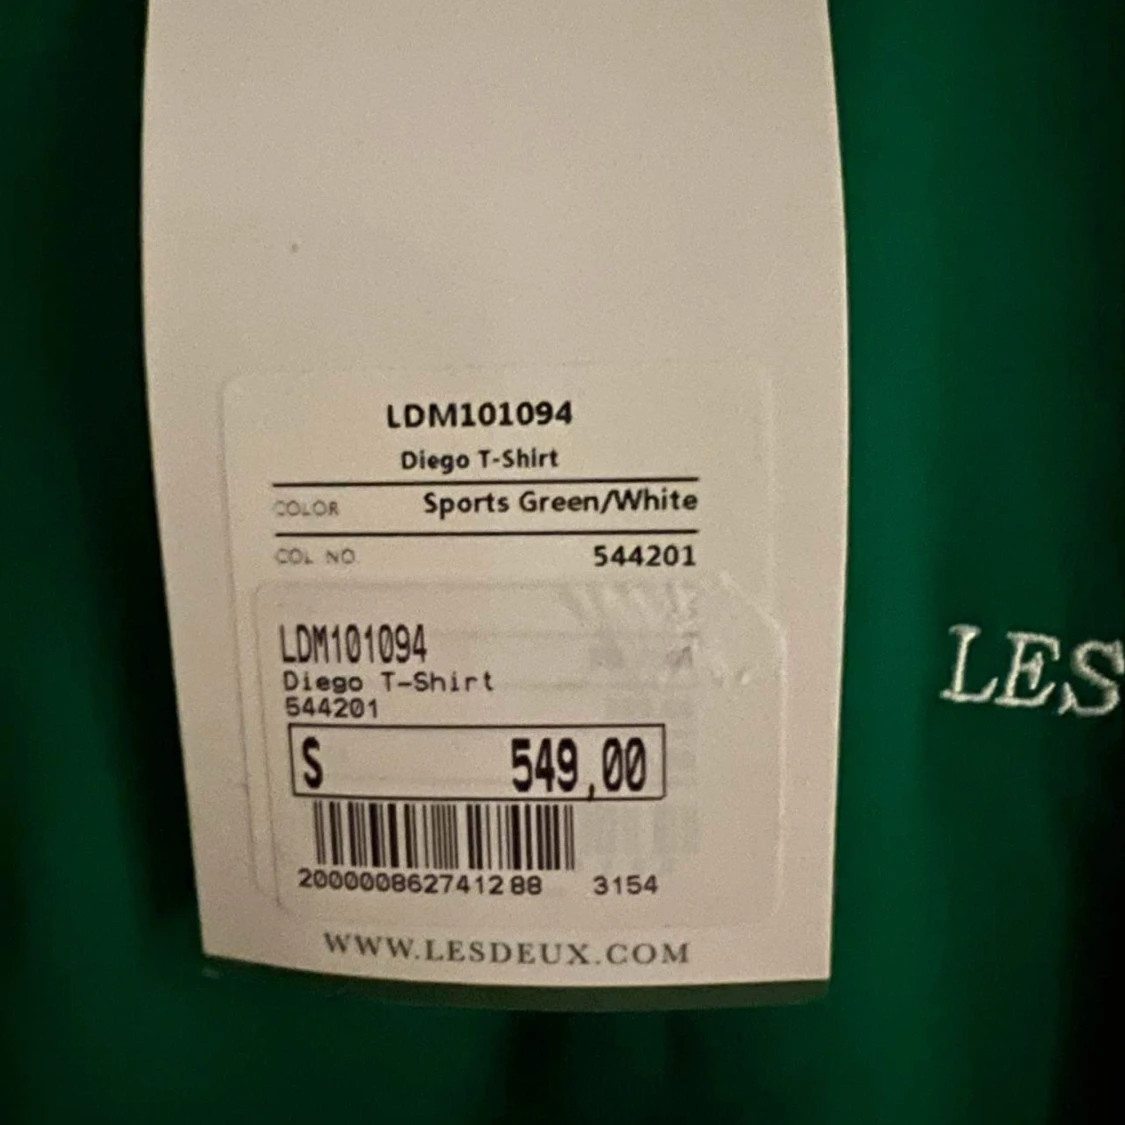 LDM101094
Diego T-Shirt
COLOR Sports Green/White
COL NO. 544201
LDM101094
Diego T-Shirt
544201
S 549,00
200000862741288 3154
WWW.LESDEUX.COM
LES